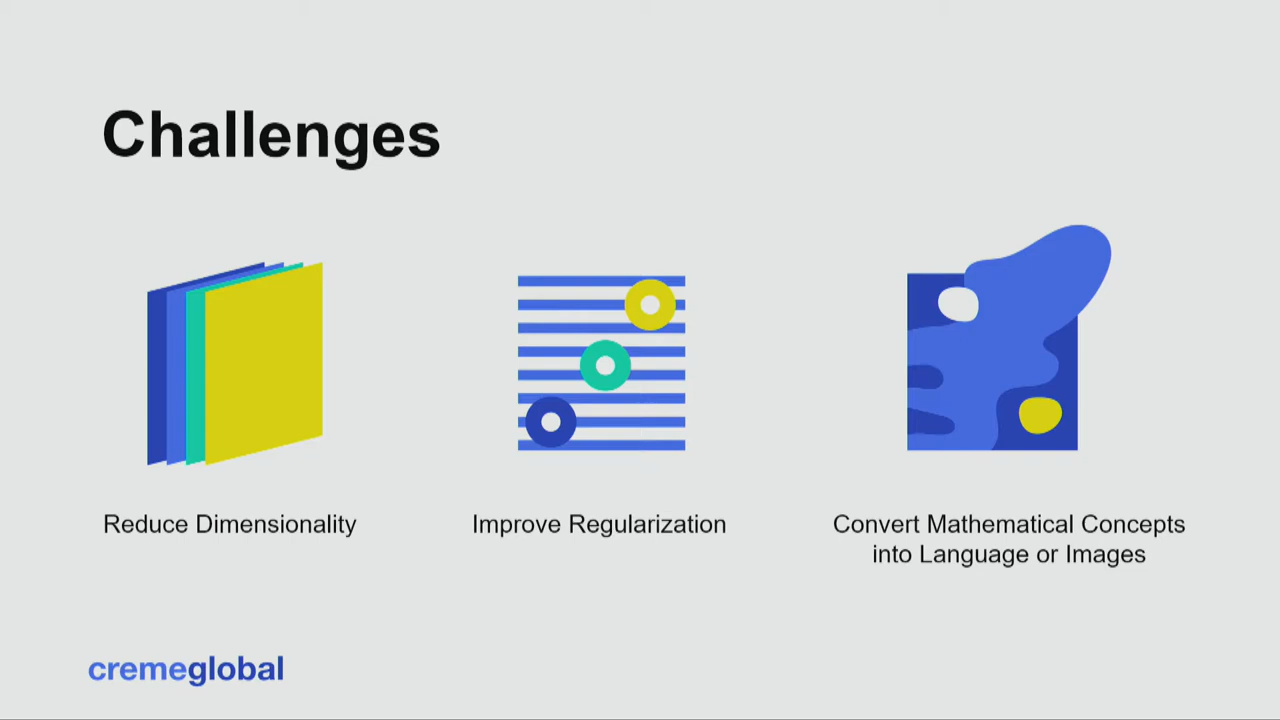 Challenges
Reduce Dimensionality
Improve Regularization
Convert Mathematical Concepts
into Language or Images
cremeglobal